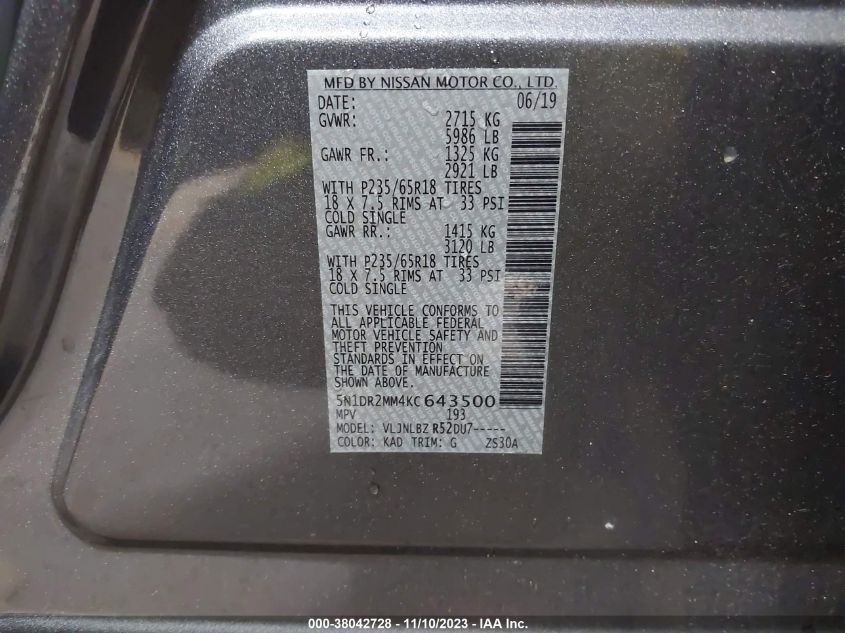 MFD BY NISSAN MOTOR CO., LTD.
DATE: 06/19
GVWR: 2715 KG
5986 LB
GAWR FR.: 1325 KG
2921 LB
WITH P235/65R18 TIRES
18 X 7.5 RIMS AT 33 PSI
COLD SINGLE
GAWR RR.: 1415 KG
3120 LB
WITH P235/65R18 TIRES
18 X 7.5 RIMS AT 33 PSI
COLD SINGLE
THIS VEHICLE CONFORMS TO
ALL APPLICABLE FEDERAL
MOTOR VEHICLE SAFETY AND
THEFT PREVENTION
STANDARDS IN EFFECT ON
THE DATE OF MANUFACTURE
SHOWN ABOVE.
5N1DR2MM4KC643500
MPV 193
MODEL: VLJNLBZ R52DU7-----
COLOR: KAD TRIM: G ZS30A
000-38042728 - 11/10/2023 - IAA Inc.